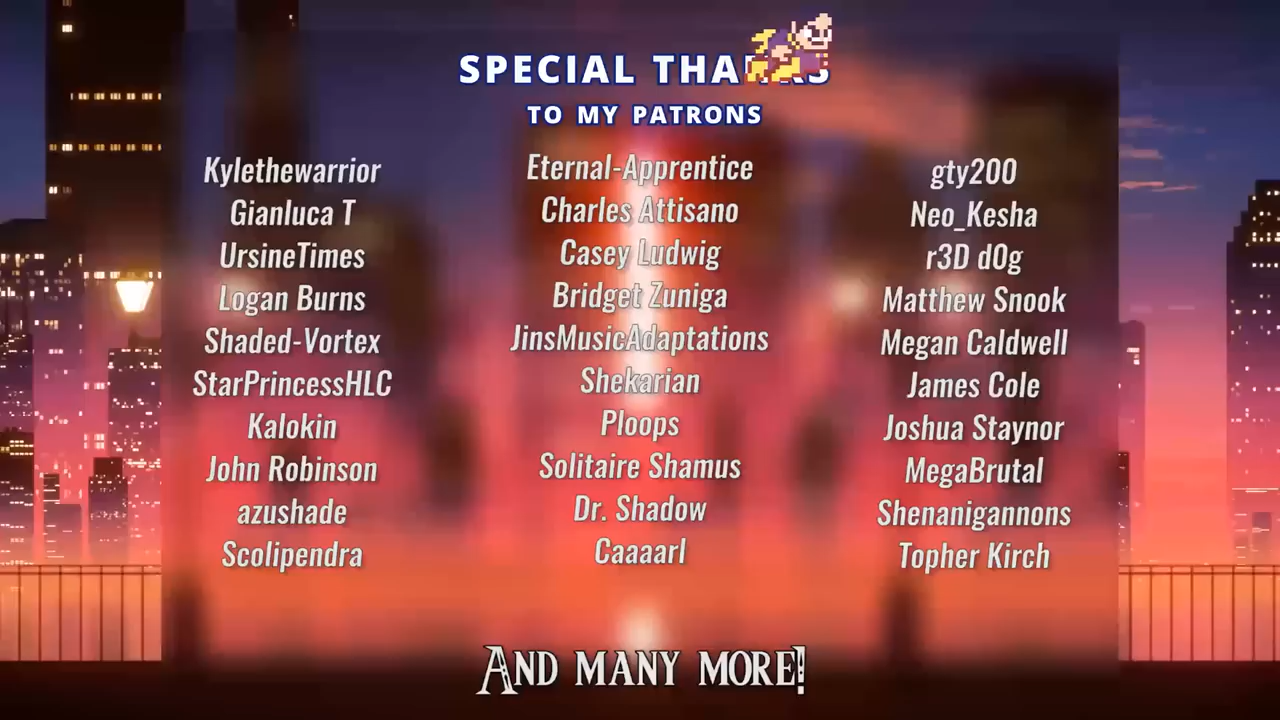 SPECIAL THANKS
TO MY PATRONS
Kylethewarrior
Gianluca T
UrsineTimes
Logan Burns
Shaded-Vortex
StarPrincessHLC
Kalokin
John Robinson
azushade
Scolipendra
Eternal-Apprentice
Charles Attisano
Casey Ludwig
Bridget Zuniga
JinsMusicAdaptations
Shekarian
Ploops
Solitaire Shamus
Dr. Shadow
Caaaarl
gty200
Neo_Kesha
r3D d0g
Matthew Snook
Megan Caldwell
James Cole
Joshua Staynor
MegaBrutal
Shenanigannons
Topher Kirch
AND MANY MORE!